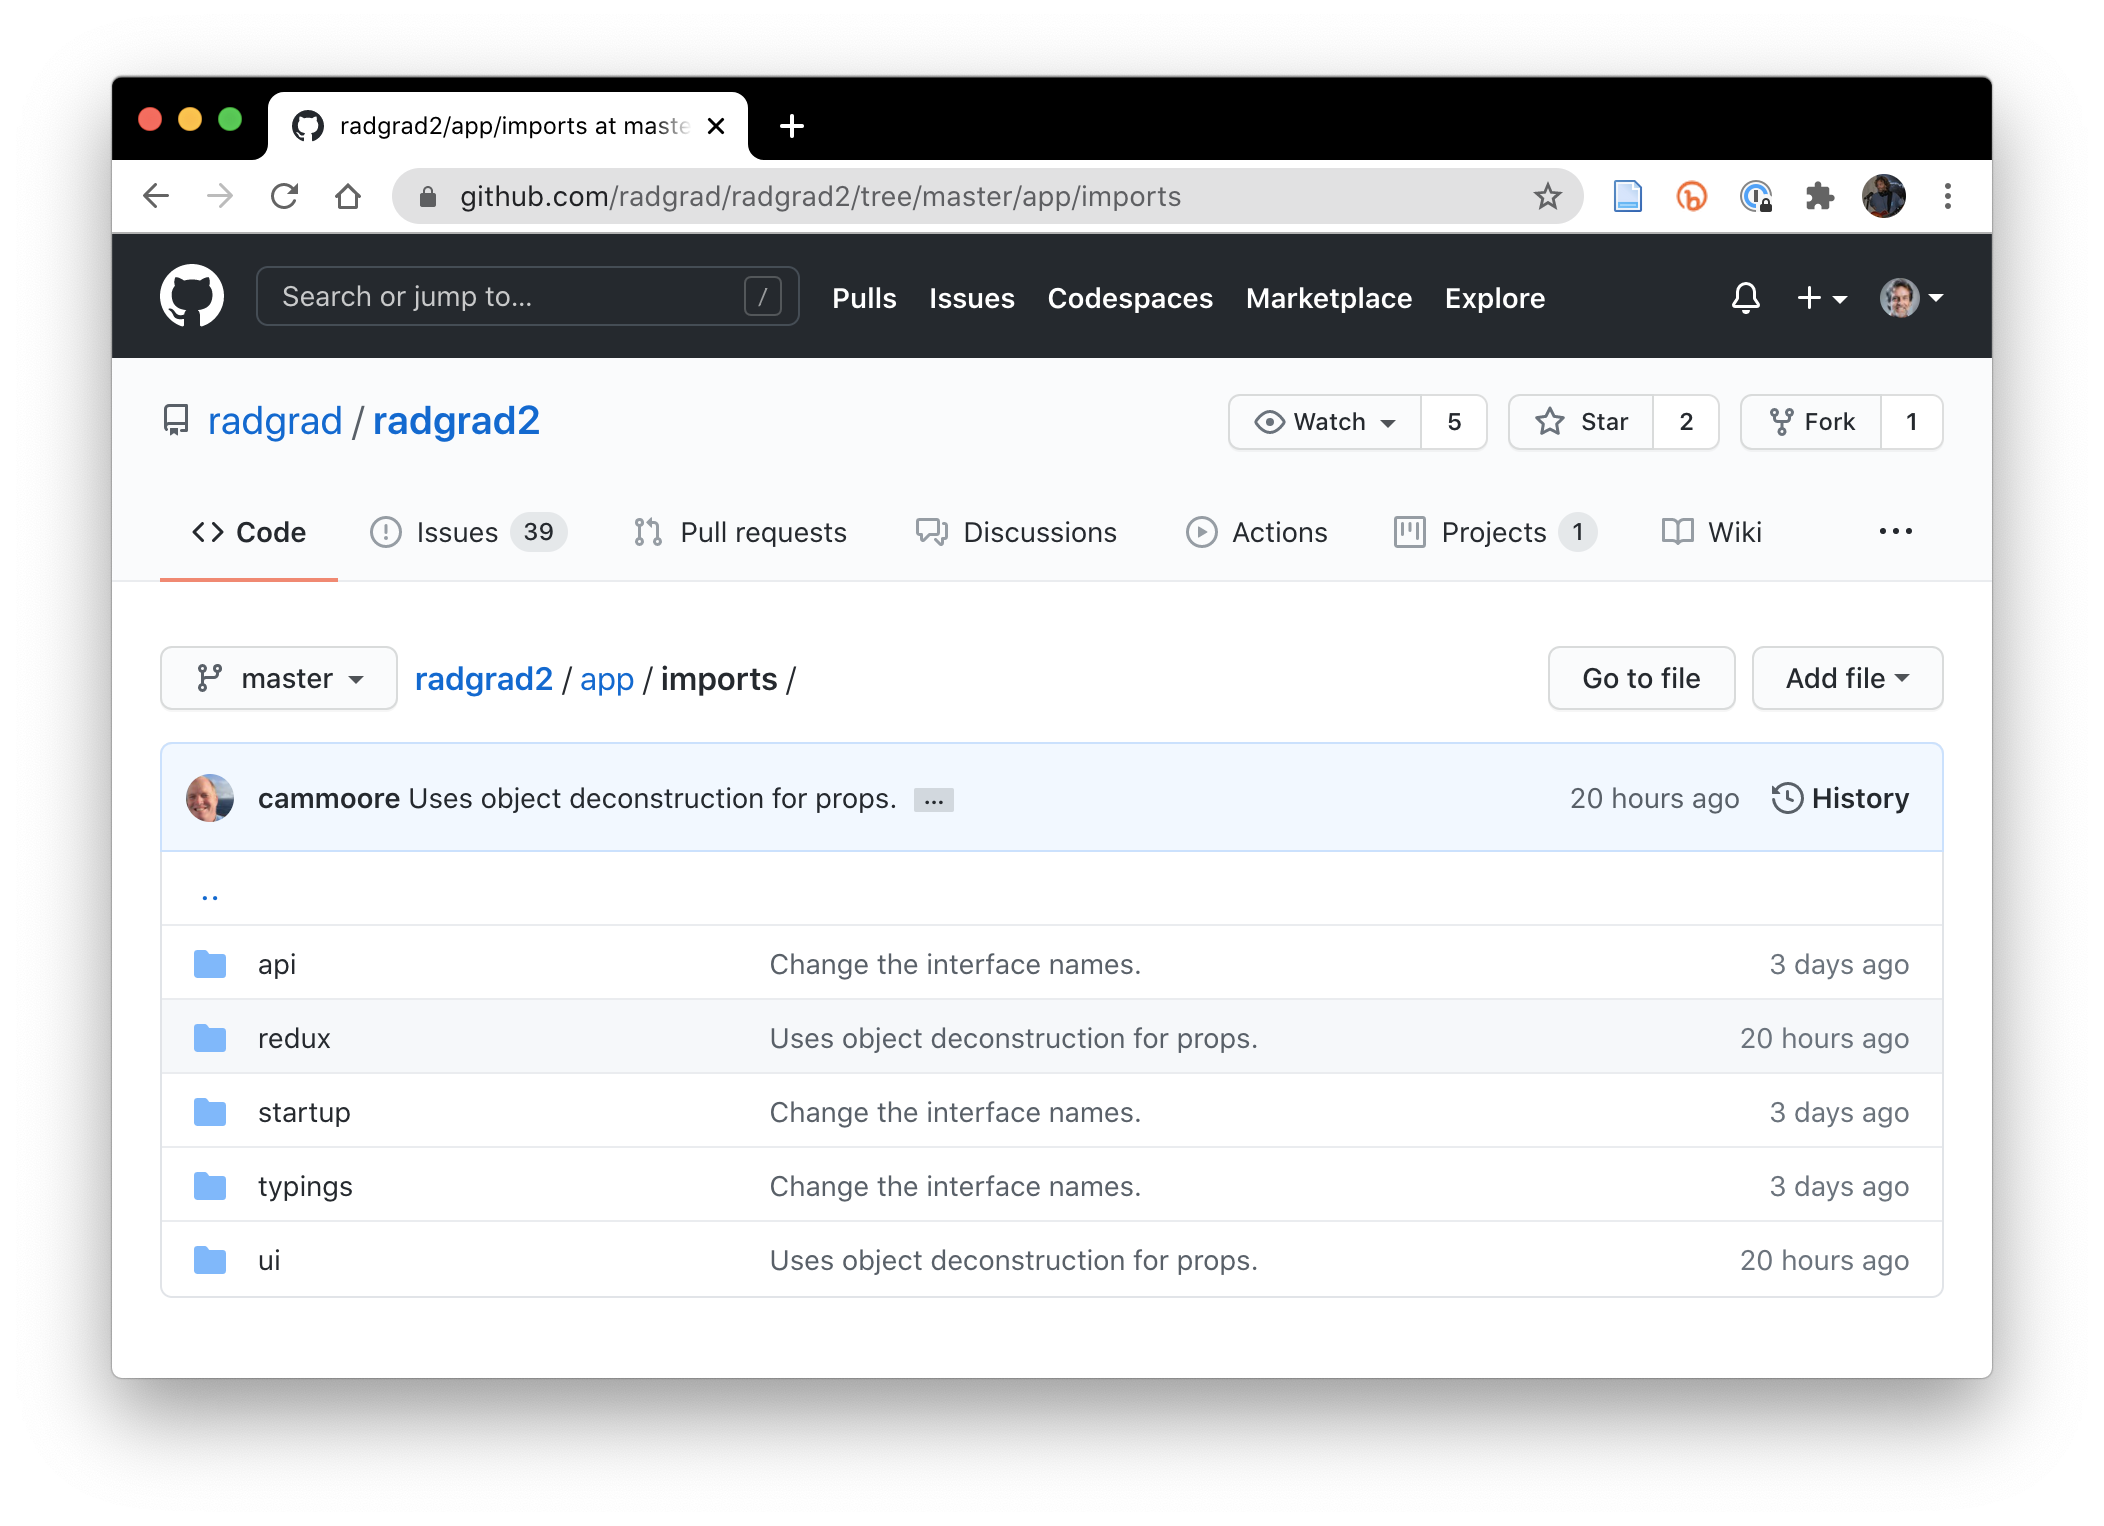 radgrad2/app/imports at maste
github.com/radgrad/radgrad2/tree/master/app/imports
Search or jump to... / Pulls Issues Codespaces Marketplace Explore
radgrad / radgrad2 Watch 5 Star 2 Fork 1
Code Issues 39 Pull requests Discussions Actions Projects 1 Wiki ...
master radgrad2 / app / imports / Go to file Add file
cammoore Uses object deconstruction for props. ... 20 hours ago History
..
api Change the interface names. 3 days ago
redux Uses object deconstruction for props. 20 hours ago
startup Change the interface names. 3 days ago
typings Change the interface names. 3 days ago
ui Uses object deconstruction for props. 20 hours ago